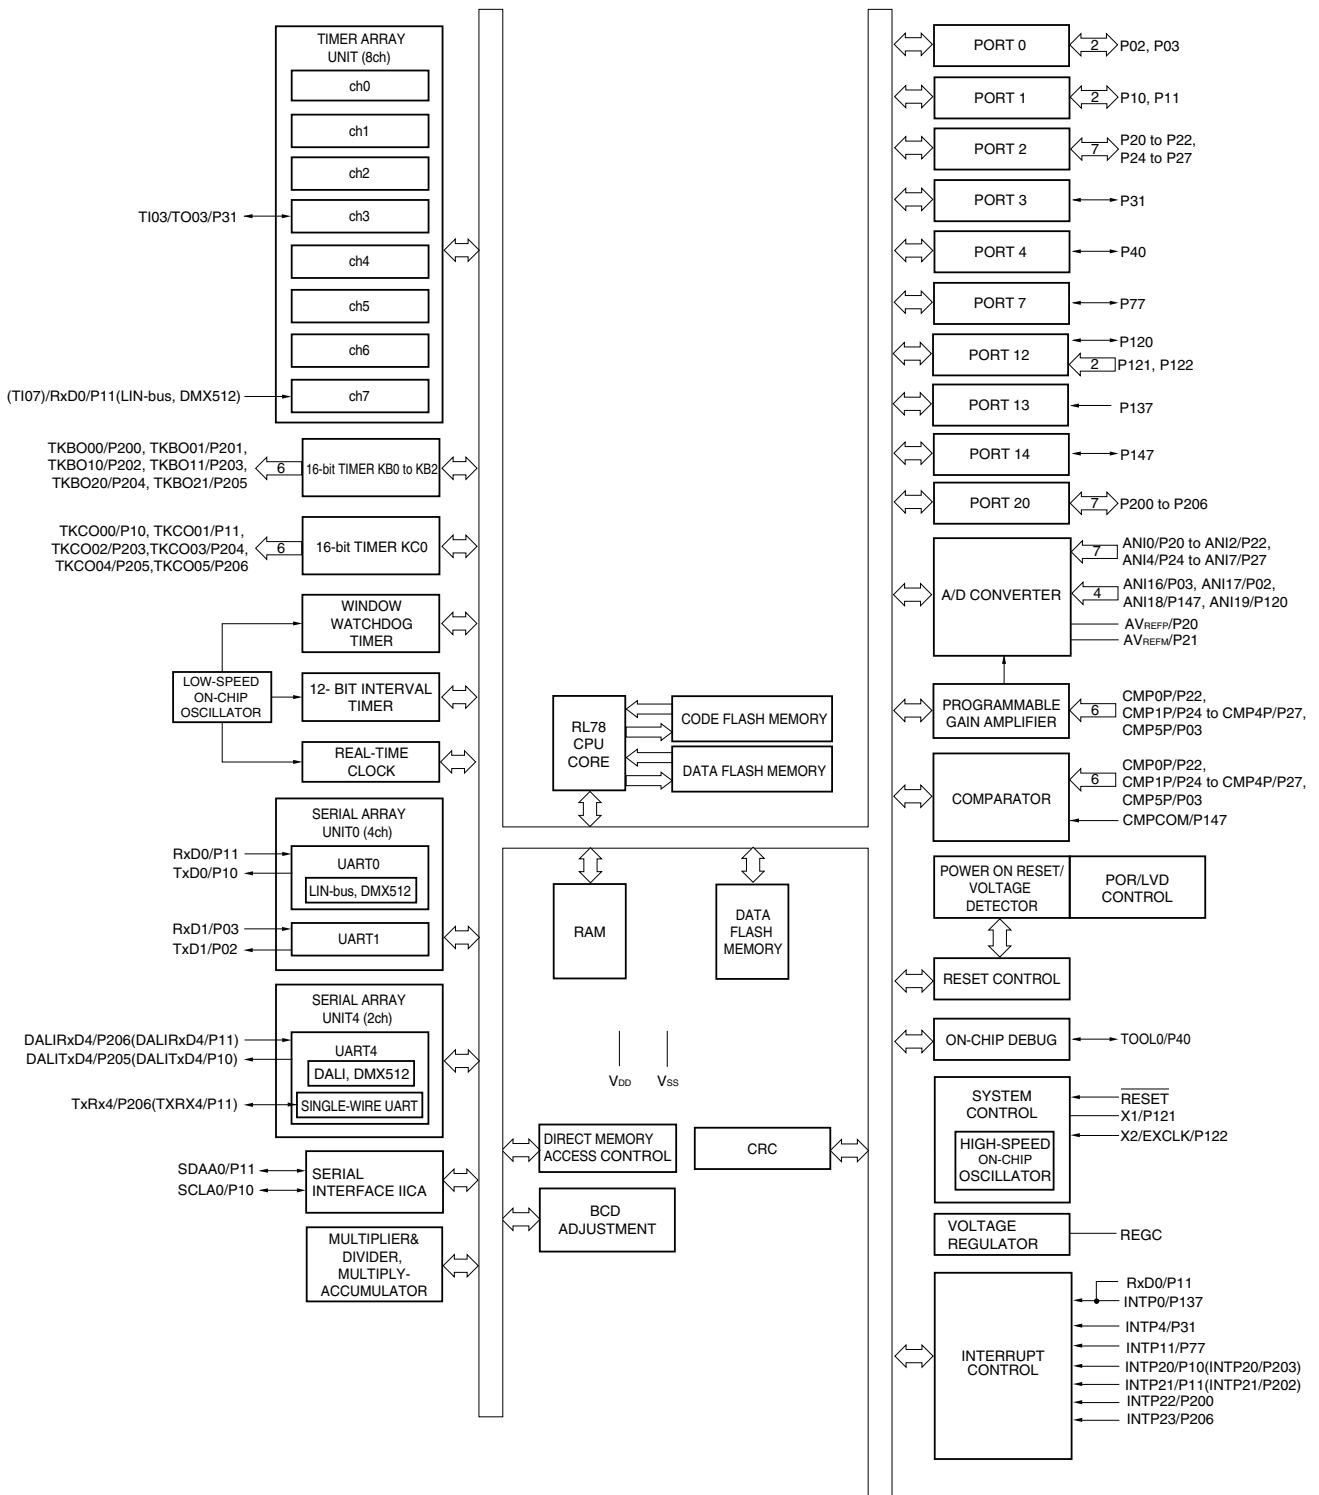 TIMER ARRAY
UNIT (8ch)
ch0
ch1
ch2
TI03/TO03/P31
ch3
ch4
ch5
ch6
(TI07)/RxD0/P11(LIN-bus, DMX512)
ch7
TKBO00/P200, TKBO01/P201,
TKBO10/P202, TKBO11/P203,
TKBO20/P204, TKBO21/P205
6
16-bit TIMER KB0 to KB2
TKCO00/P10, TKCO01/P11,
TKCO02/P203,TKCO03/P204,
TKCO04/P205,TKCO05/P206
6
16-bit TIMER KC0
WINDOW
WATCHDOG
TIMER
LOW-SPEED
ON-CHIP
OSCILLATOR
12- BIT INTERVAL
TIMER
REAL-TIME
CLOCK
SERIAL ARRAY
UNIT0 (4ch)
RxD0/P11
TxD0/P10
UART0
LIN-bus, DMX512
RxD1/P03
TxD1/P02
UART1
SERIAL ARRAY
UNIT4 (2ch)
DALIRxD4/P206(DALIRxD4/P11)
DALITxD4/P205(DALITxD4/P10)
UART4
DALI, DMX512
TxRx4/P206(TXRX4/P11)
SINGLE-WIRE UART
SDAA0/P11
SCLA0/P10
SERIAL
INTERFACE IICA
MULTIPLIER&
DIVIDER,
MULTIPLY-
ACCUMULATOR
RL78
CPU
CORE
CODE FLASH MEMORY
DATA FLASH MEMORY
RAM
DATA
FLASH
MEMORY
VDD
VSS
DIRECT MEMORY
ACCESS CONTROL
CRC
BCD
ADJUSTMENT
PORT 0
2
P02, P03
PORT 1
2
P10, P11
PORT 2
7
P20 to P22,
P24 to P27
PORT 3
P31
PORT 4
P40
PORT 7
P77
PORT 12
P120
2
P121, P122
PORT 13
P137
PORT 14
P147
PORT 20
7
P200 to P206
A/D CONVERTER
7
ANI0/P20 to ANI2/P22,
ANI4/P24 to ANI7/P27
4
ANI16/P03, ANI17/P02,
ANI18/P147, ANI19/P120
AVREFP/P20
AVREFM/P21
PROGRAMMABLE
GAIN AMPLIFIER
6
CMP0P/P22,
CMP1P/P24 to CMP4P/P27,
CMP5P/P03
COMPARATOR
6
CMP0P/P22,
CMP1P/P24 to CMP4P/P27,
CMP5P/P03
CMPCOM/P147
POWER ON RESET/
VOLTAGE
DETECTOR
POR/LVD
CONTROL
RESET CONTROL
ON-CHIP DEBUG
TOOL0/P40
SYSTEM
CONTROL
HIGH-SPEED
ON-CHIP
OSCILLATOR
RESET
X1/P121
X2/EXCLK/P122
VOLTAGE
REGULATOR
REGC
INTERRUPT
CONTROL
RxD0/P11
INTP0/P137
INTP4/P31
INTP11/P77
INTP20/P10(INTP20/P203)
INTP21/P11(INTP21/P202)
INTP22/P200
INTP23/P206